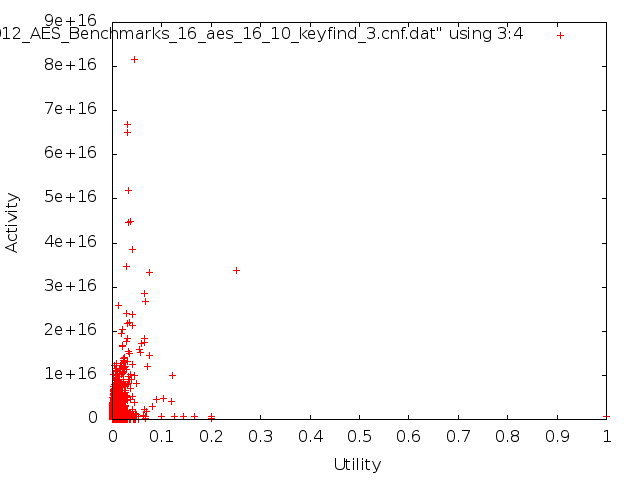 9e+16
012_AES_Benchmarks_16_aes_16_10_keyfind_3.cnf.dat" using 3:4
8e+16
7e+16
6e+16
5e+16
4e+16
3e+16
2e+16
1e+16
0
Activity
0 0.1 0.2 0.3 0.4 0.5 0.6 0.7 0.8 0.9 1
Utility